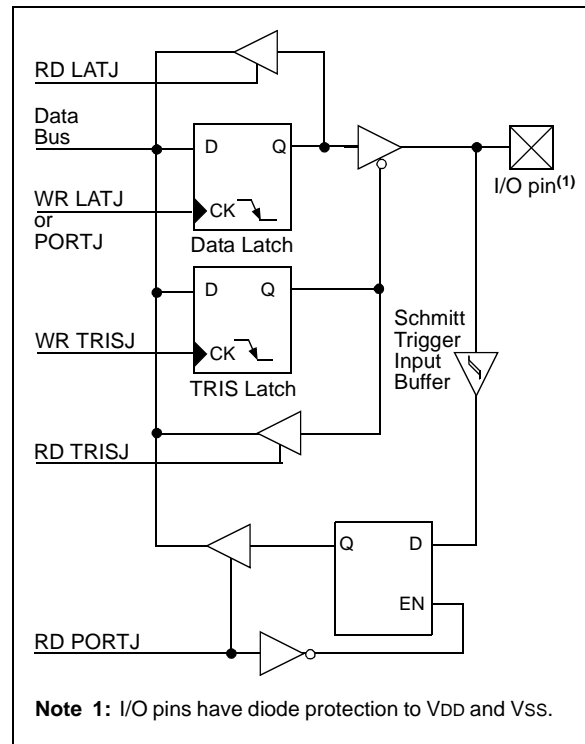 RD LATJ
Data
Bus
D Q
I/O pin(1)
WR LATJ
or
PORTJ
CK
Data Latch
D Q
WR TRISJ
CK
TRIS Latch
Schmitt
Trigger
Input
Buffer
RD TRISJ
Q D
EN
RD PORTJ
Note 1: I/O pins have diode protection to VDD and VSS.